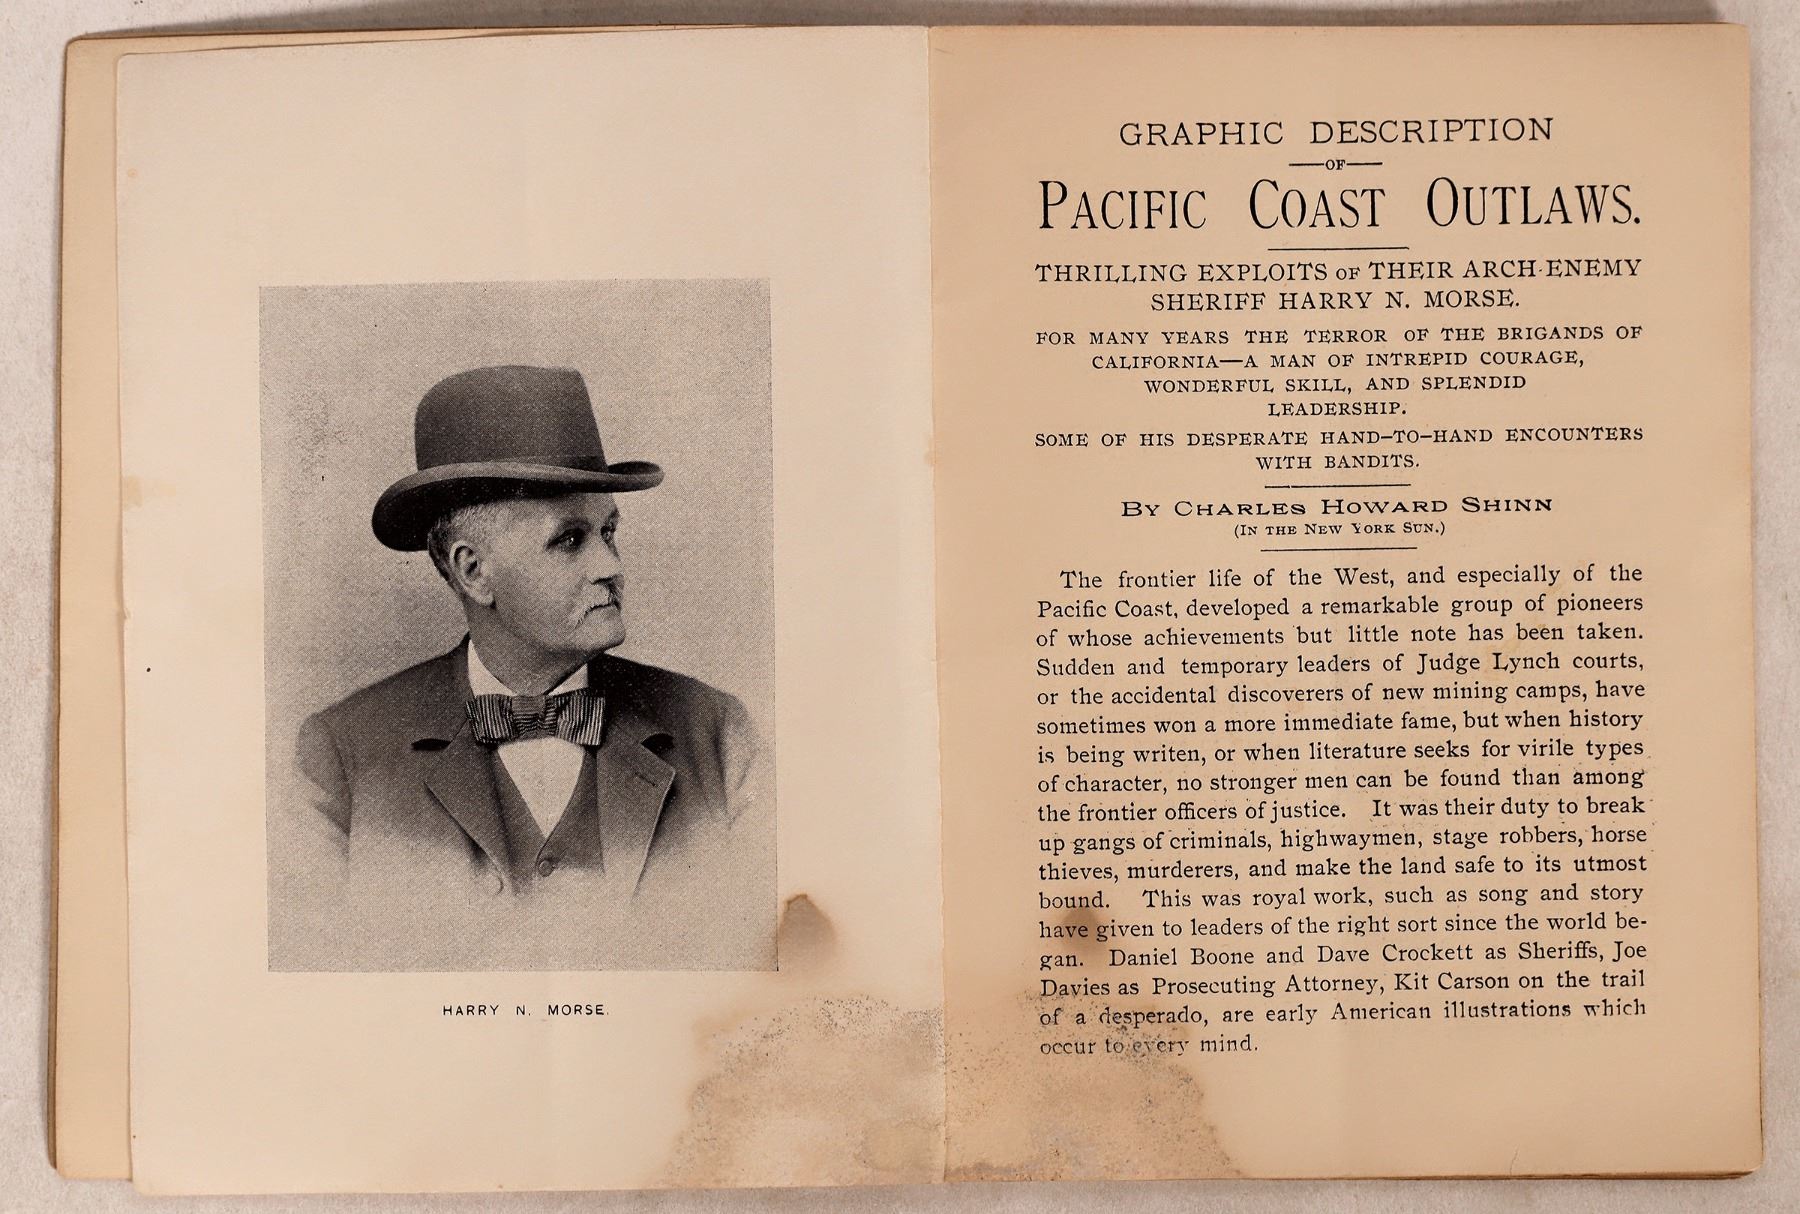 HARRY N. MORSE.
GRAPHIC DESCRIPTION
—OF—
PACIFIC COAST OUTLAWS.
THRILLING EXPLOITS OF THEIR ARCH-ENEMY
SHERIFF HARRY N. MORSE.
FOR MANY YEARS THE TERROR OF THE BRIGANDS OF
CALIFORNIA—A MAN OF INTREPID COURAGE,
WONDERFUL SKILL, AND SPLENDID
LEADERSHIP.
SOME OF HIS DESPERATE HAND-TO-HAND ENCOUNTERS
WITH BANDITS.
BY CHARLES HOWARD SHINN
(IN THE NEW YORK SUN.)
The frontier life of the West, and especially of the
Pacific Coast, developed a remarkable group of pioneers
of whose achievements but little note has been taken.
Sudden and temporary leaders of Judge Lynch courts,
or the accidental discoverers of new mining camps, have
sometimes won a more immediate fame, but when history
is being writen, or when literature seeks for virile types
of character, no stronger men can be found than among
the frontier officers of justice. It was their duty to break
up gangs of criminals, highwaymen, stage robbers, horse
thieves, murderers, and make the land safe to its utmost
bound. This was royal work, such as song and story
have given to leaders of the right sort since the world be-
gan. Daniel Boone and Dave Crockett as Sheriffs, Joe
Davies as Prosecuting Attorney, Kit Carson on the trail
of a desperado, are early American illustrations which
occur to every mind.